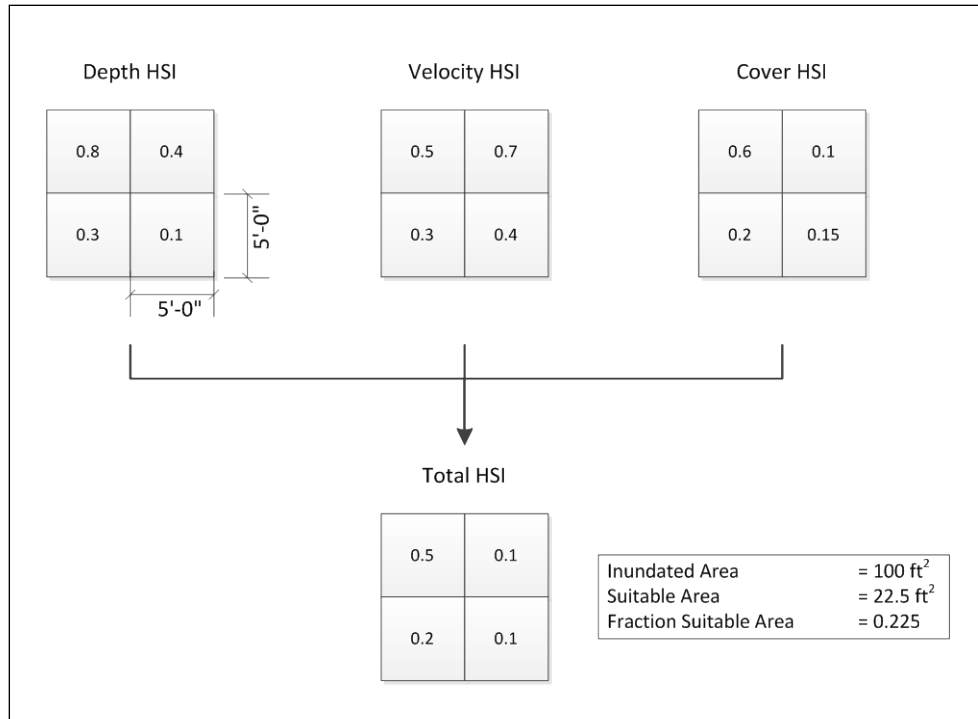 Depth HSI
Velocity HSI
Cover HSI
0.8 0.4
0.3 0.1
5'-0"
5'-0"
0.5 0.7
0.3 0.4
0.6 0.1
0.2 0.15
Total HSI
0.5 0.1
0.2 0.1
Inundated Area = 100 ft²
Suitable Area = 22.5 ft²
Fraction Suitable Area = 0.225